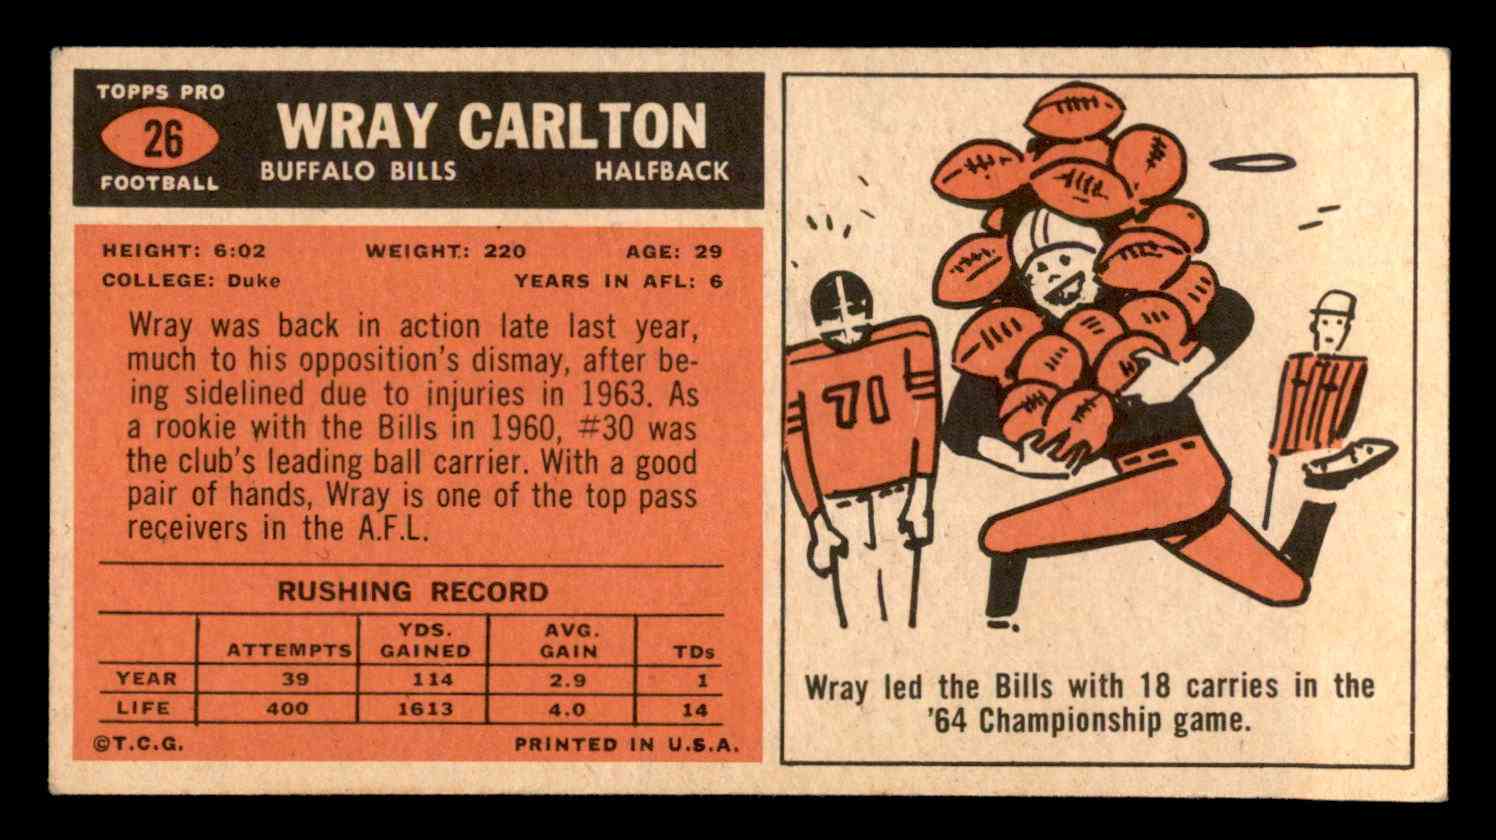 TOPPS PRO
26
FOOTBALL
WRAY CARLTON
BUFFALO BILLS HALFBACK
HEIGHT: 6:02 WEIGHT: 220 AGE: 29
COLLEGE: Duke YEARS IN AFL: 6
Wray was back in action late last year,
much to his opposition's dismay, after be-
ing sidelined due to injuries in 1963. As
a rookie with the Bills in 1960, #30 was
the club's leading ball carrier. With a good
pair of hands, Wray is one of the top pass
receivers in the A.F.L.
RUSHING RECORD
ATTEMPTS YDS. GAINED AVG. GAIN TDs
YEAR 39 114 2.9 1
LIFE 400 1613 4.0 14
©T.C.G. PRINTED IN U.S.A.
71
Wray led the Bills with 18 carries in the
'64 Championship game.